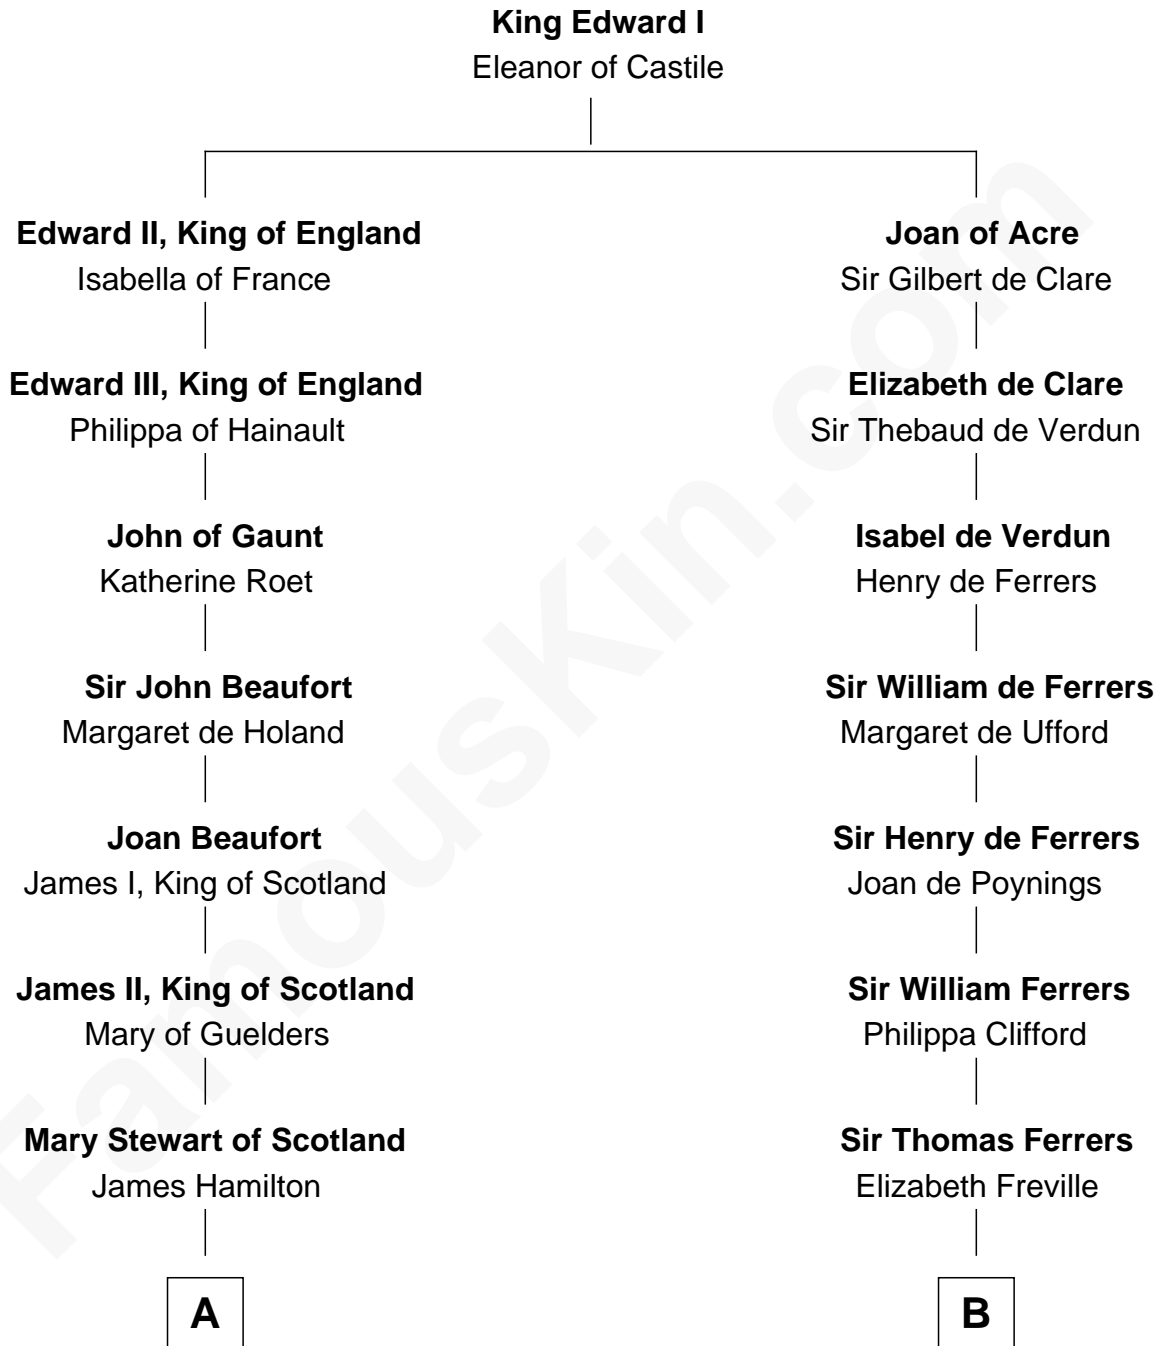 King Edward I
Eleanor of Castile
Edward II, King of England
Isabella of France
Joan of Acre
Sir Gilbert de Clare
Edward III, King of England
Philippa of Hainault
Elizabeth de Clare
Sir Thebaud de Verdun
John of Gaunt
Katherine Roet
Isabel de Verdun
Henry de Ferrers
Sir John Beaufort
Margaret de Holand
Sir William de Ferrers
Margaret de Ufford
Joan Beaufort
James I, King of Scotland
Sir Henry de Ferrers
Joan de Poynings
James II, King of Scotland
Mary of Guelders
Sir William Ferrers
Philippa Clifford
Mary Stewart of Scotland
James Hamilton
Sir Thomas Ferrers
Elizabeth Freville
A
B
FamousKin.com